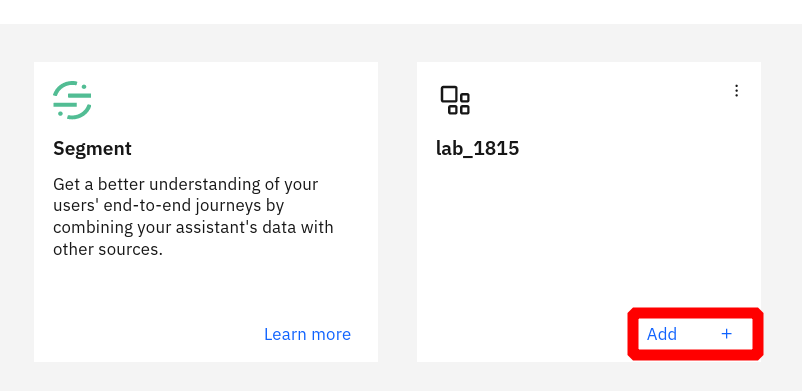 Segment
Get a better understanding of your
users' end-to-end journeys by
combining your assistant's data with
other sources.
Learn more
lab_1815
Add +